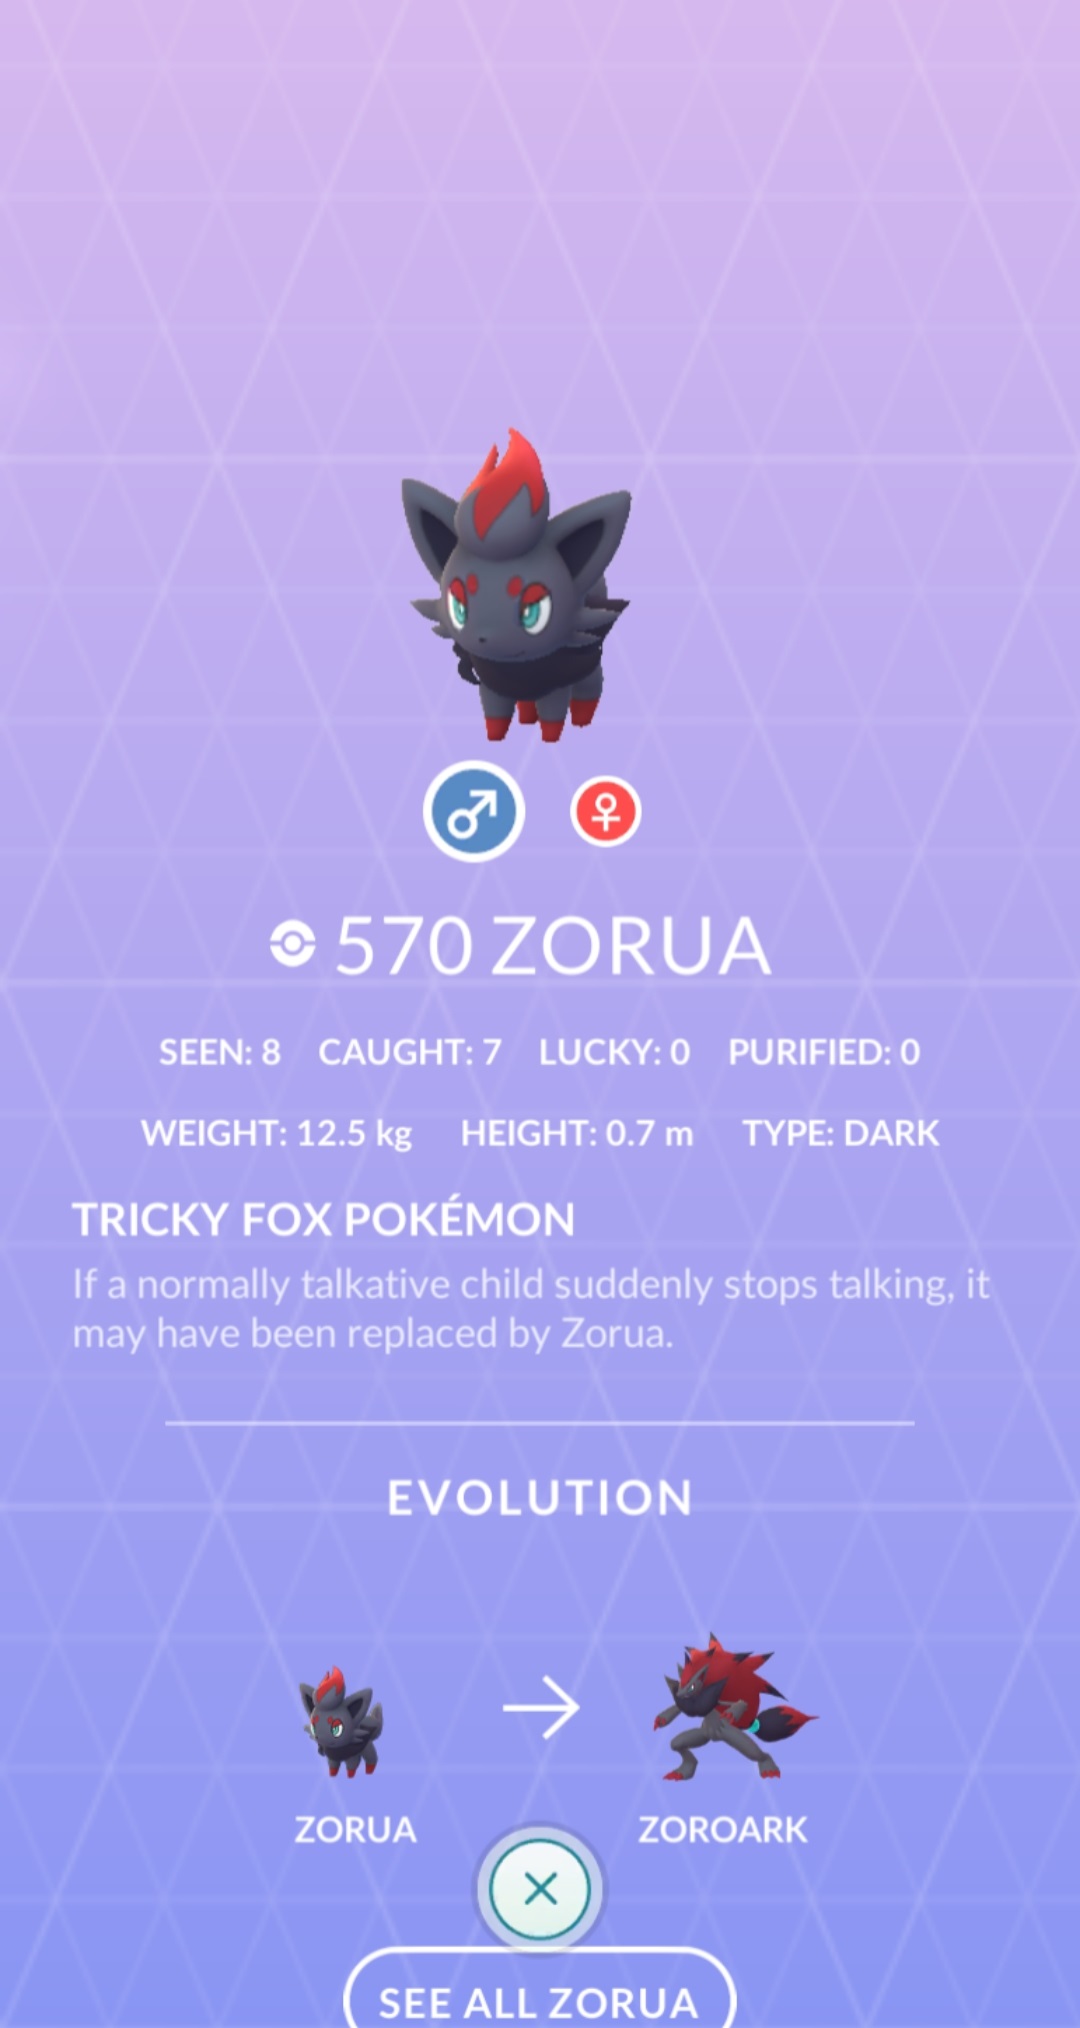 570 ZORUA
SEEN: 8 CAUGHT: 7 LUCKY: 0 PURIFIED: 0
WEIGHT: 12.5 kg HEIGHT: 0.7 m TYPE: DARK
TRICKY FOX POKÉMON
If a normally talkative child suddenly stops talking, it
may have been replaced by Zorua.
EVOLUTION
ZORUA ZOROARK
SEE ALL ZORUA